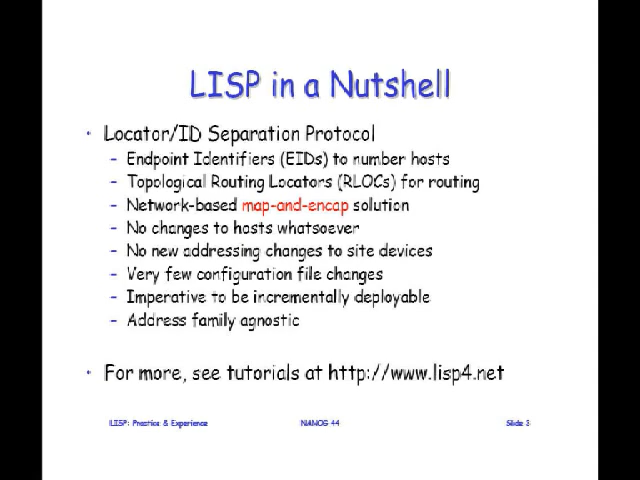 LISP in a Nutshell
• Locator/ID Separation Protocol
– Endpoint Identifiers (EIDs) to number hosts
– Topological Routing Locators (RLOCs) for routing
– Network-based map-and-encap solution
– No changes to hosts whatsoever
– No new addressing changes to site devices
– Very few configuration file changes
– Imperative to be incrementally deployable
– Address family agnostic
• For more, see tutorials at http://www.lisp4.net
LISP: Practice & Experience NANOG 44 Slide 3